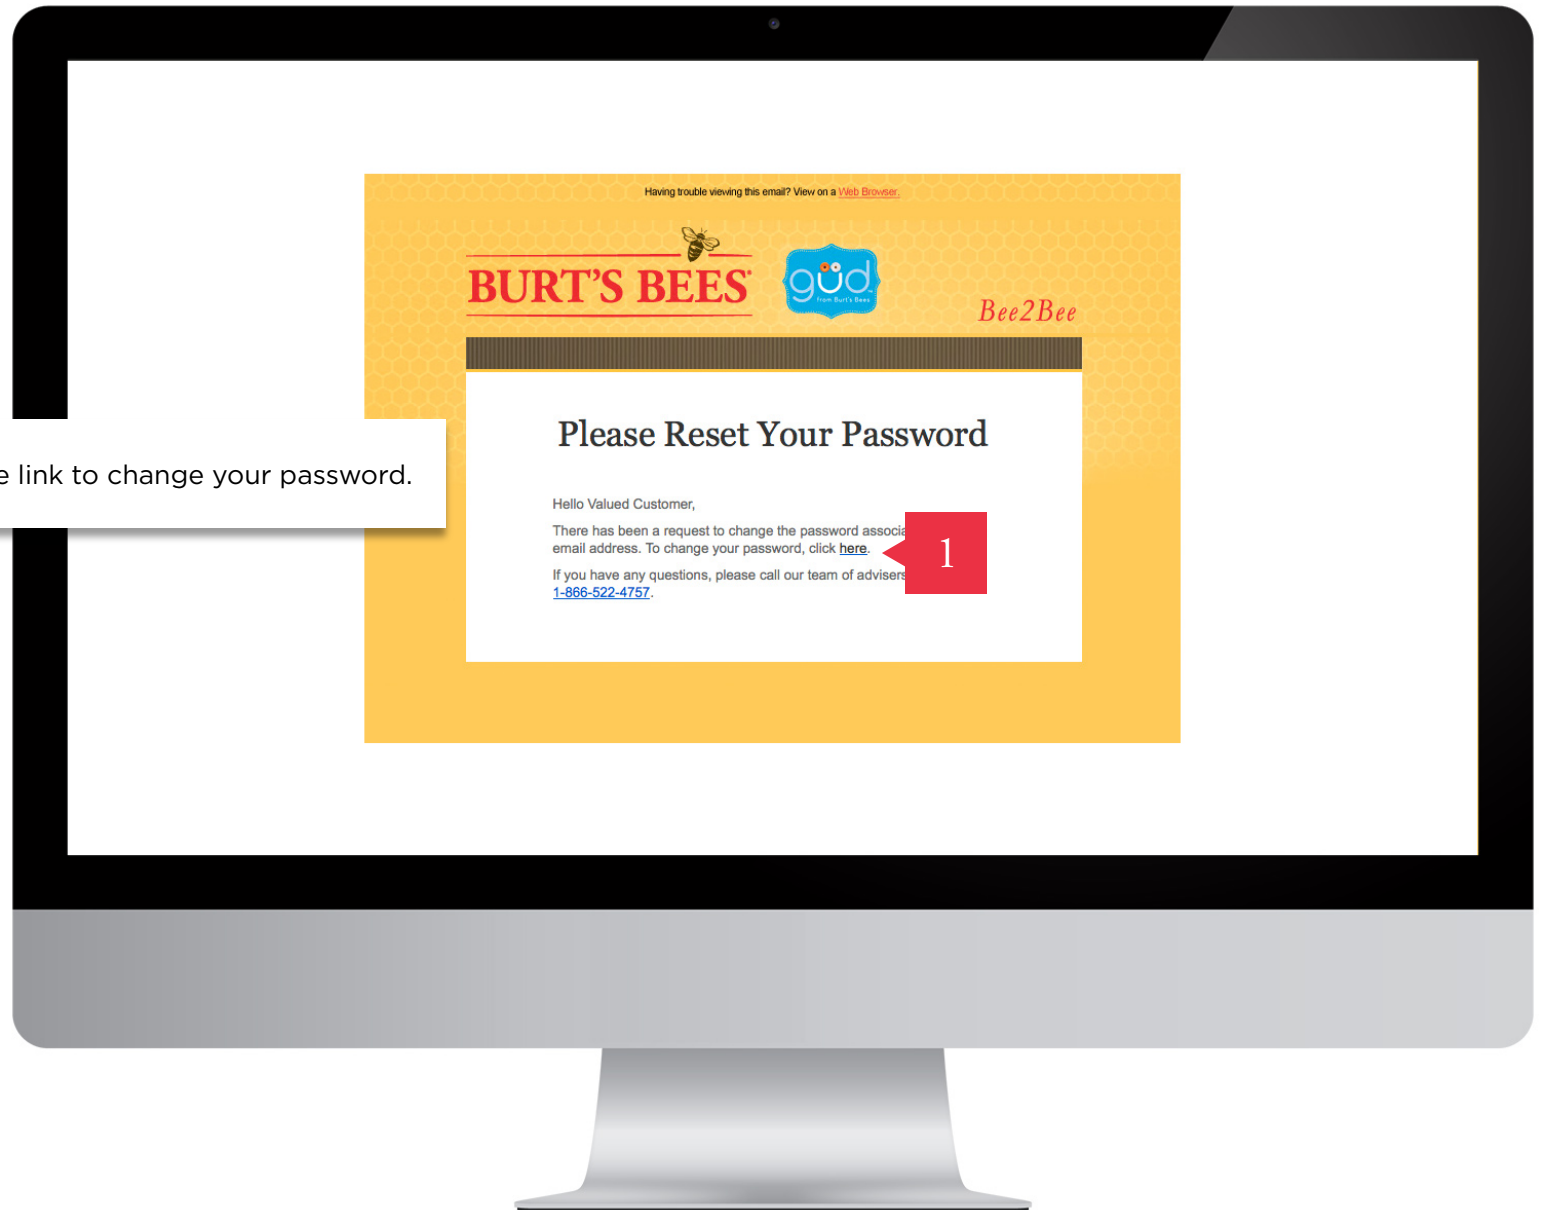 Having trouble viewing this email? View on a Web Browser.
BURT'S BEES
güd
from Burt's Bees
Bee2Bee
Please Reset Your Password
link to change your password.
Hello Valued Customer,
There has been a request to change the password
email address. To change your password, click here.
1
If you have any questions, please call our team of advisers
1-866-522-4757.